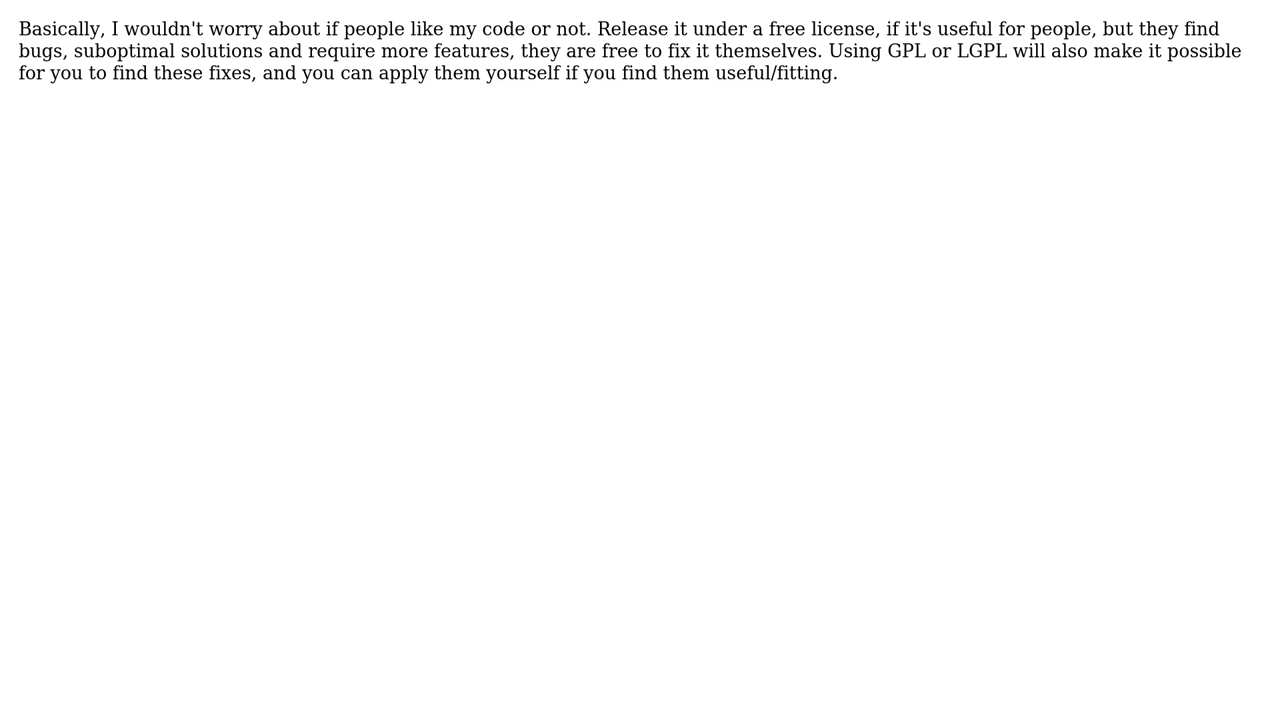 Basically, I wouldn't worry about if people like my code or not. Release it under a free license, if it's useful for people, but they find
bugs, suboptimal solutions and require more features, they are free to fix it themselves. Using GPL or LGPL will also make it possible
for you to find these fixes, and you can apply them yourself if you find them useful/fitting.